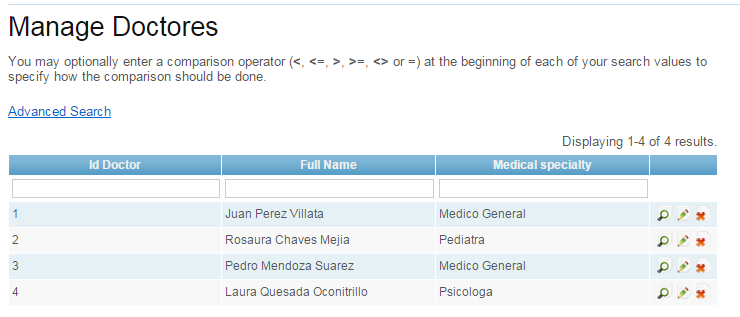 Manage Doctores
You may optionally enter a comparison operator (<, <=, >, >=, <> or =) at the beginning of each of your search values to
specify how the comparison should be done.
Advanced Search
Displaying 1-4 of 4 results.
Id Doctor Full Name Medical specialty
1 Juan Perez Villata Medico General
2 Rosaura Chaves Mejia Pediatra
3 Pedro Mendoza Suarez Medico General
4 Laura Quesada Oconitrillo Psicologa